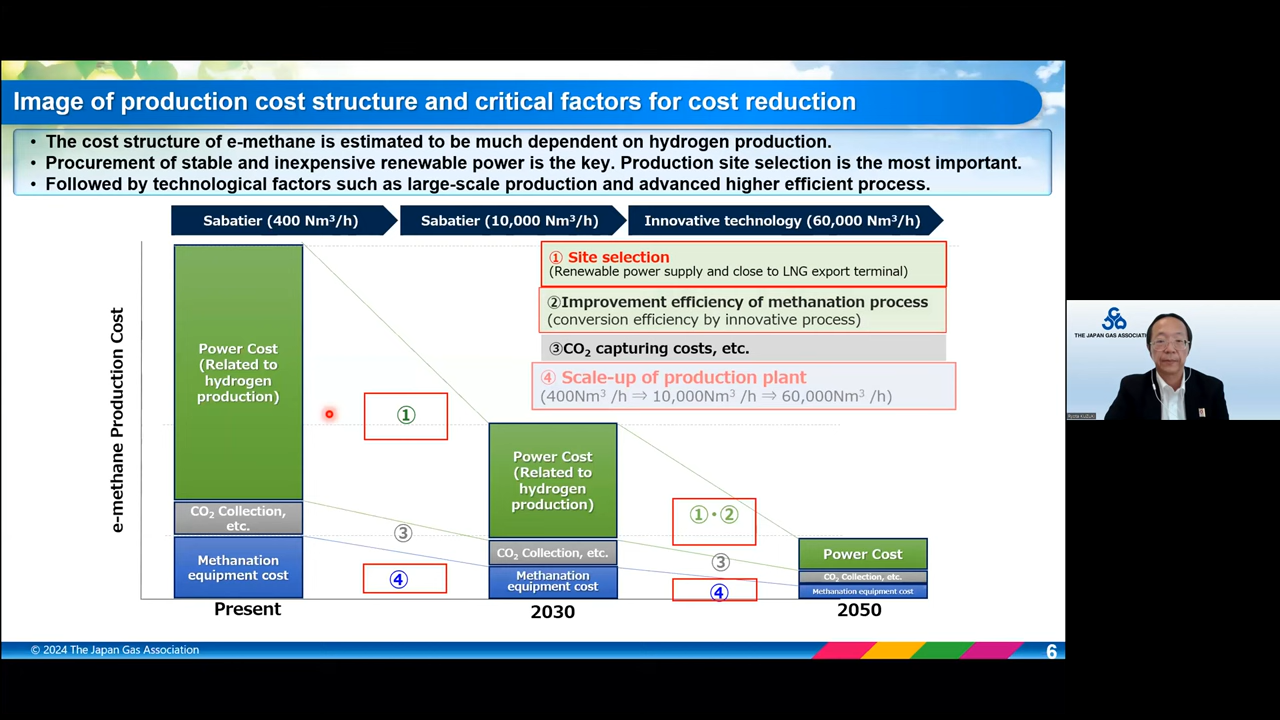 Image of production cost structure and critical factors for cost reduction
• The cost structure of e-methane is estimated to be much dependent on hydrogen production.
• Procurement of stable and inexpensive renewable power is the key. Production site selection is the most important.
• Followed by technological factors such as large-scale production and advanced higher efficient process.
Sabatier (400 Nm³/h)
Sabatier (10,000 Nm³/h)
Innovative technology (60,000 Nm³/h)
① Site selection
(Renewable power supply and close to LNG export terminal)
②Improvement efficiency of methanation process
(conversion efficiency by innovative process)
③CO₂ capturing costs, etc.
④ Scale-up of production plant
(400Nm³ /h ⇒ 10,000Nm³ /h ⇒ 60,000Nm³ /h)
e-methane Production Cost
Power Cost
(Related to
hydrogen
production)
CO₂ Collection,
etc.
Methanation
equipment cost
Present
①
③
④
Power Cost
(Related to
hydrogen
production)
CO₂ Collection, etc.
Methanation
equipment cost
2030
①・②
③
④
Power Cost
CO₂ Collection, etc.
Methanation equipment cost
2050
© 2024 The Japan Gas Association
6
THE JAPAN GAS ASSOCIATI